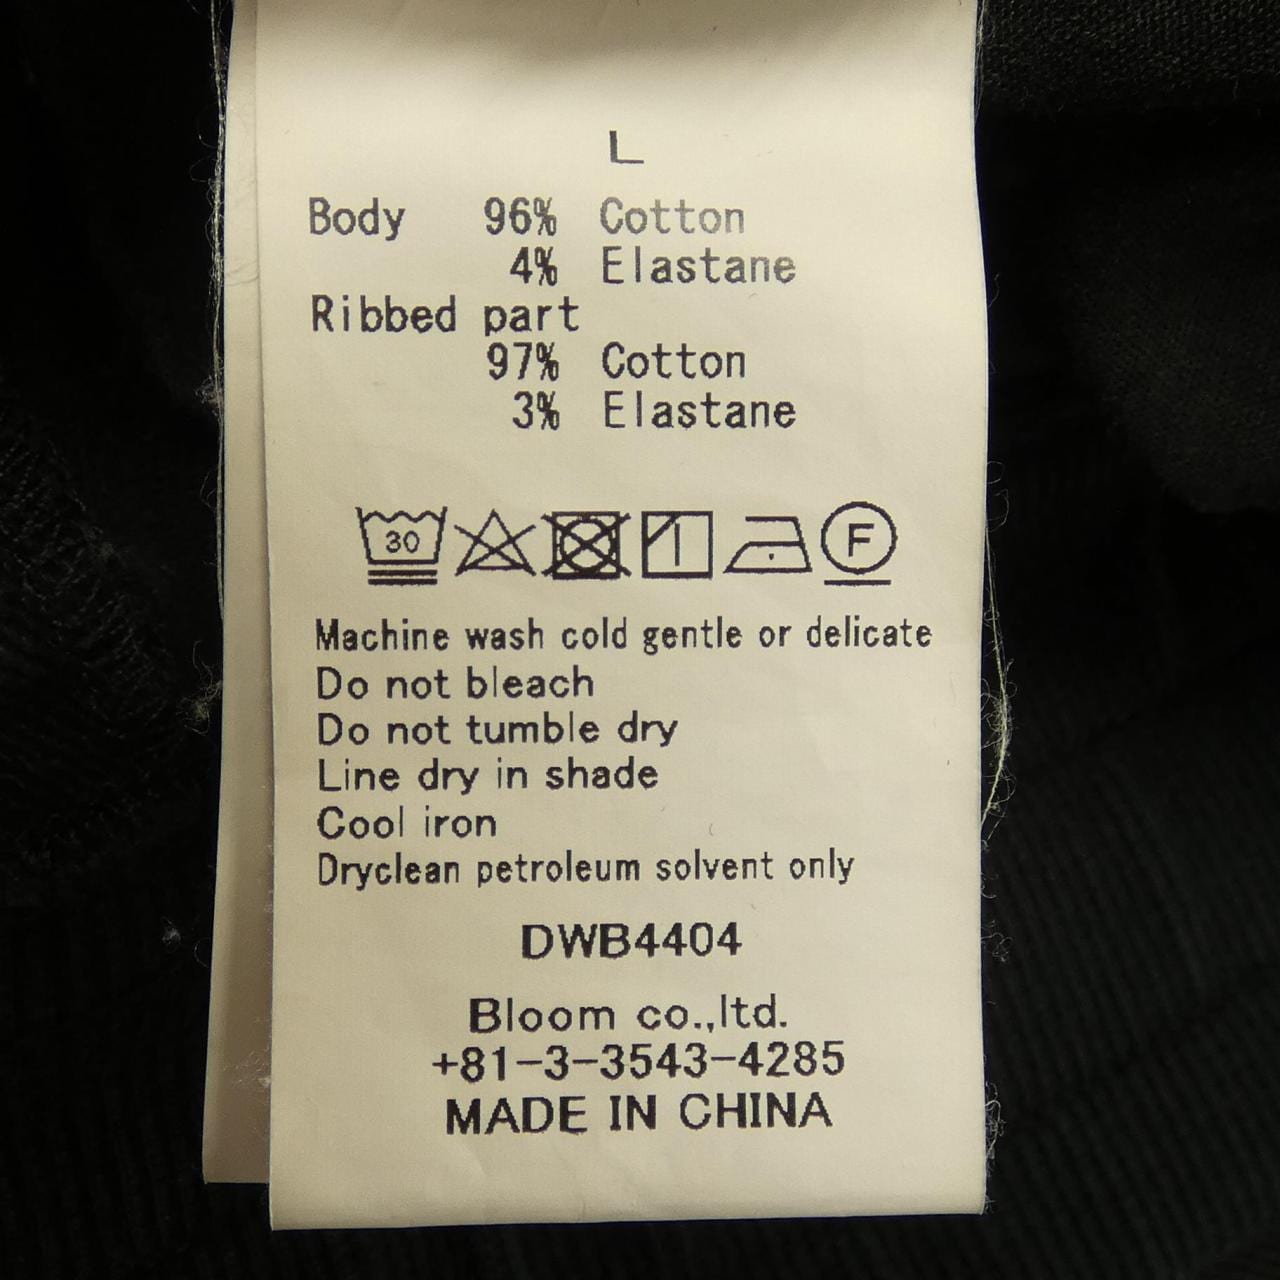 L
Body 96% Cotton
4% Elastane
Ribbed part
97% Cotton
3% Elastane
30 F
Machine wash cold gentle or delicate
Do not bleach
Do not tumble dry
Line dry in shade
Cool iron
Dryclean petroleum solvent only
DWB4404
Bloom co.,ltd.
+81-3-3543-4285
MADE IN CHINA